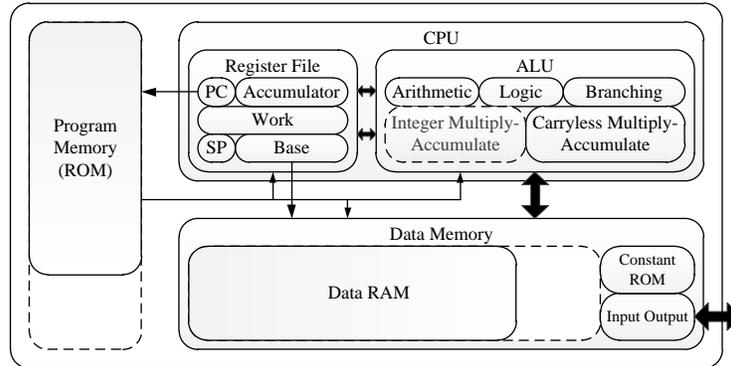 CPU
Register File
PC
Accumulator
Work
SP
Base
ALU
Arithmetic
Logic
Branching
Integer Multiply-
Accumulate
Carryless Multiply-
Accumulate
Program
Memory
(ROM)
Data Memory
Data RAM
Constant
ROM
Input Output